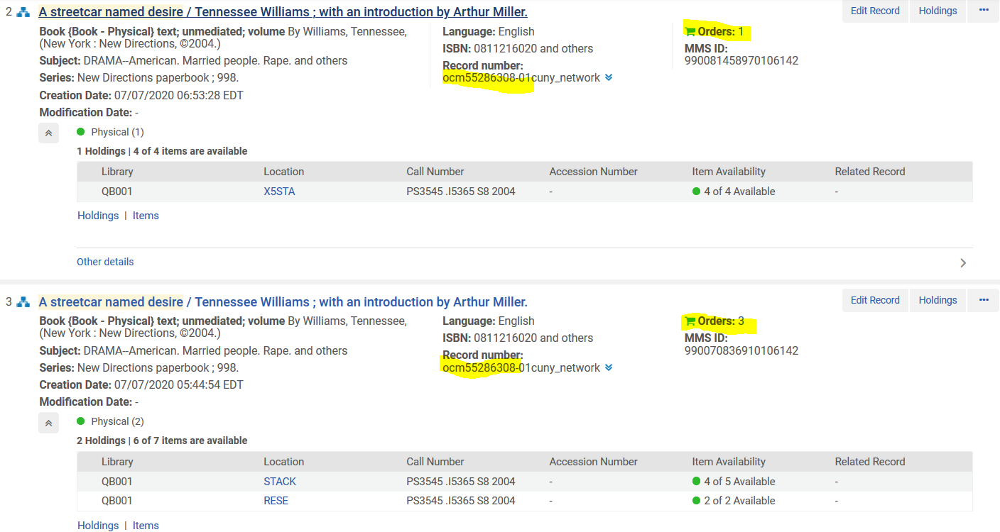 2 A streetcar named desire / Tennessee Williams ; with an introduction by Arthur Miller. Edit Record Holdings •••
Book {Book - Physical} text; unmediated; volume By Williams, Tennessee, Language: English Orders: 1
(New York : New Directions, ©2004.) ISBN: 0811216020 and others MMS ID:
Subject: DRAMA--American. Married people. Rape. and others Record number: 990081458970106142
Series: New Directions paperbook ; 998. ocm55286308-01cuny_network
Creation Date: 07/07/2020 06:53:28 EDT
Modification Date: -
Physical (1)
1 Holdings | 4 of 4 items are available
Library Location Call Number Accession Number Item Availability Related Record
QB001 X5STA PS3545 .I5365 S8 2004 - 4 of 4 Available -
Holdings | Items
Other details
3 A streetcar named desire / Tennessee Williams ; with an introduction by Arthur Miller. Edit Record Holdings •••
Book {Book - Physical} text; unmediated; volume By Williams, Tennessee, Language: English Orders: 3
(New York : New Directions, ©2004.) ISBN: 0811216020 and others MMS ID:
Subject: DRAMA--American. Married people. Rape. and others Record number: 990070836910106142
Series: New Directions paperbook ; 998. ocm55286308-01cuny_network
Creation Date: 07/07/2020 05:44:54 EDT
Modification Date: -
Physical (2)
2 Holdings | 6 of 7 items are available
Library Location Call Number Accession Number Item Availability Related Record
QB001 STACK PS3545 .I5365 S8 2004 - 4 of 5 Available -
QB001 RESE PS3545 .I5365 S8 2004 - 2 of 2 Available -
Holdings | Items